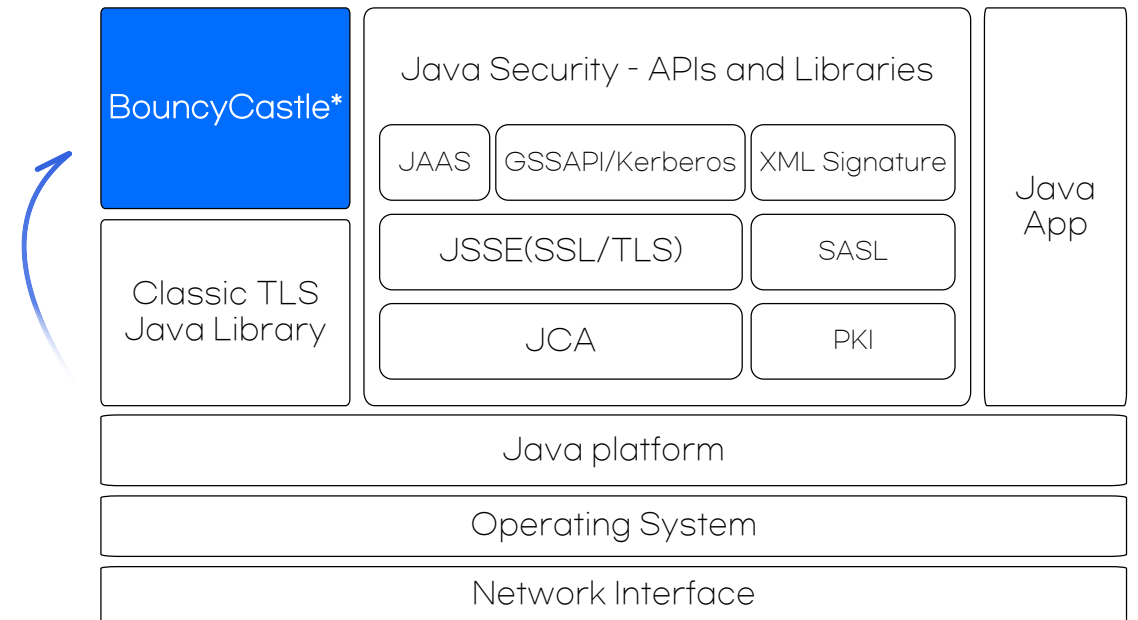 BouncyCastle*
Classic TLS
Java Library
Java Security - APIs and Libraries
JAAS
GSSAPI/Kerberos
XML Signature
JSSE(SSL/TLS)
SASL
JCA
PKI
Java
App
Java platform
Operating System
Network Interface